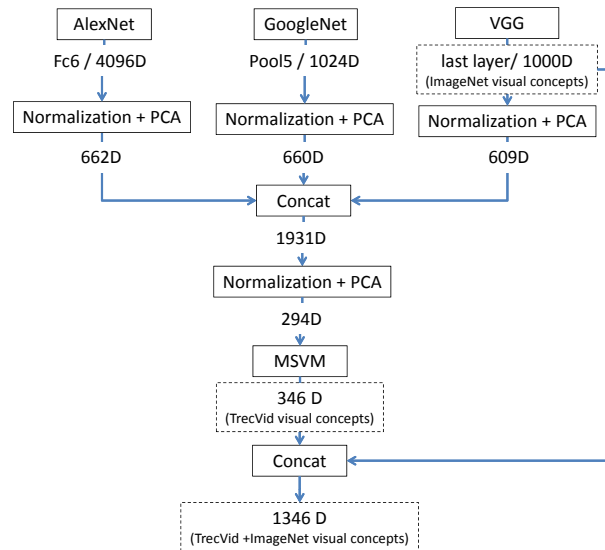 AlexNet
GoogleNet
VGG
Fc6 / 4096D
Pool5 / 1024D
last layer/ 1000D
(ImageNet visual concepts)
Normalization + PCA
Normalization + PCA
Normalization + PCA
662D
660D
609D
Concat
1931D
Normalization + PCA
294D
MSVM
346 D
(TrecVid visual concepts)
Concat
1346 D
(TrecVid +ImageNet visual concepts)